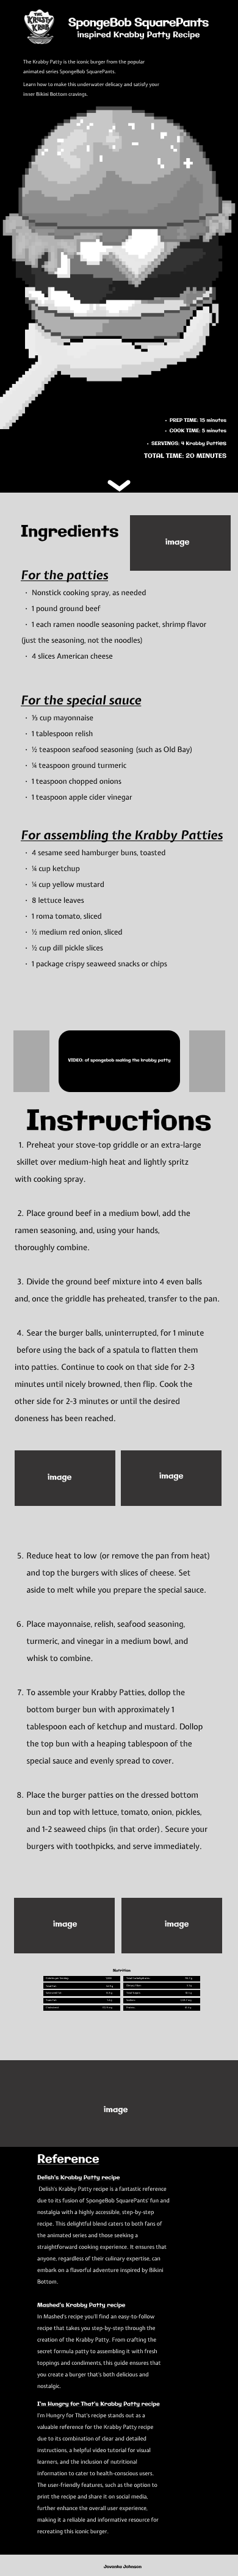 THE
KRUSTY
KRAB
SpongeBob SquarePants
inspired Krabby Patty Recipe
The Krabby Patty is the iconic burger from the popular
animated series SpongeBob SquarePants.
Learn how to make this underwater delicacy and satisfy your
inner Bikini Bottom cravings.
• PREP TIME: 15 minutes
• COOK TIME: 5 minutes
• SERVINGS: 4 Krabby Patties
TOTAL TIME: 20 MINUTES
Ingredients
image
For the patties
• Nonstick cooking spray, as needed
• 1 pound ground beef
• 1 each ramen noodle seasoning packet, shrimp flavor
(just the seasoning, not the noodles)
• 4 slices American cheese
For the special sauce
• ⅓ cup mayonnaise
• 1 tablespoon relish
• ½ teaspoon seafood seasoning (such as Old Bay)
• ¼ teaspoon ground turmeric
• 1 teaspoon chopped onions
• 1 teaspoon apple cider vinegar
For assembling the Krabby Patties
• 4 sesame seed hamburger buns, toasted
• ¼ cup ketchup
• ¼ cup yellow mustard
• 8 lettuce leaves
• 1 roma tomato, sliced
• ½ medium red onion, sliced
• ½ cup dill pickle slices
• 1 package crispy seaweed snacks or chips
VIDEO: of spongebob making the krabby patty
Instructions
1. Preheat your stove-top griddle or an extra-large
skillet over medium-high heat and lightly spritz
with cooking spray.
2. Place ground beef in a medium bowl, add the
ramen seasoning, and, using your hands,
thoroughly combine.
3. Divide the ground beef mixture into 4 even balls
and, once the griddle has preheated, transfer to the pan.
4. Sear the burger balls, uninterrupted, for 1 minute
before using the back of a spatula to flatten them
into patties. Continue to cook on that side for 2-3
minutes until nicely browned, then flip. Cook the
other side for 2-3 minutes or until the desired
doneness has been reached.
image
image
5. Reduce heat to low (or remove the pan from heat)
and top the burgers with slices of cheese. Set
aside to melt while you prepare the special sauce.
6. Place mayonnaise, relish, seafood seasoning,
turmeric, and vinegar in a medium bowl, and
whisk to combine.
7. To assemble your Krabby Patties, dollop the
bottom burger bun with approximately 1
tablespoon each of ketchup and mustard. Dollop
the top bun with a heaping tablespoon of the
special sauce and evenly spread to cover.
8. Place the burger patties on the dressed bottom
bun and top with lettuce, tomato, onion, pickles,
and 1-2 seaweed chips (in that order). Secure your
burgers with toothpicks, and serve immediately.
image
image
Nutrition
image
Reference
Delish's Krabby Patty recipe
Delish's Krabby Patty recipe is a fantastic reference
due to its fusion of SpongeBob SquarePants' fun and
nostalgia with a highly accessible, step-by-step
recipe. This delightful blend caters to both fans of
the animated series and those seeking a
straightforward cooking experience. It ensures that
anyone, regardless of their culinary expertise, can
embark on a flavorful adventure inspired by Bikini
Bottom.
Mashed's Krabby Patty recipe
In Mashed's recipe you'll find an easy-to-follow
recipe that takes you step-by-step through the
creation of the Krabby Patty. From crafting the
secret formula patty to assembling it with fresh
toppings and condiments, this guide ensures that
you create a burger that's both delicious and
nostalgic.
I'm Hungry for That's Krabby Patty recipe
I'm Hungry for That's recipe stands out as a
valuable reference for the Krabby Patty recipe
due to its combination of clear and detailed
instructions, a helpful video tutorial for visual
learners, and the inclusion of nutritional
information to cater to health-conscious users.
The user-friendly features, such as the option to
print the recipe and share it on social media,
further enhance the overall user experience,
making it a reliable and informative resource for
recreating this iconic burger.
Johnson